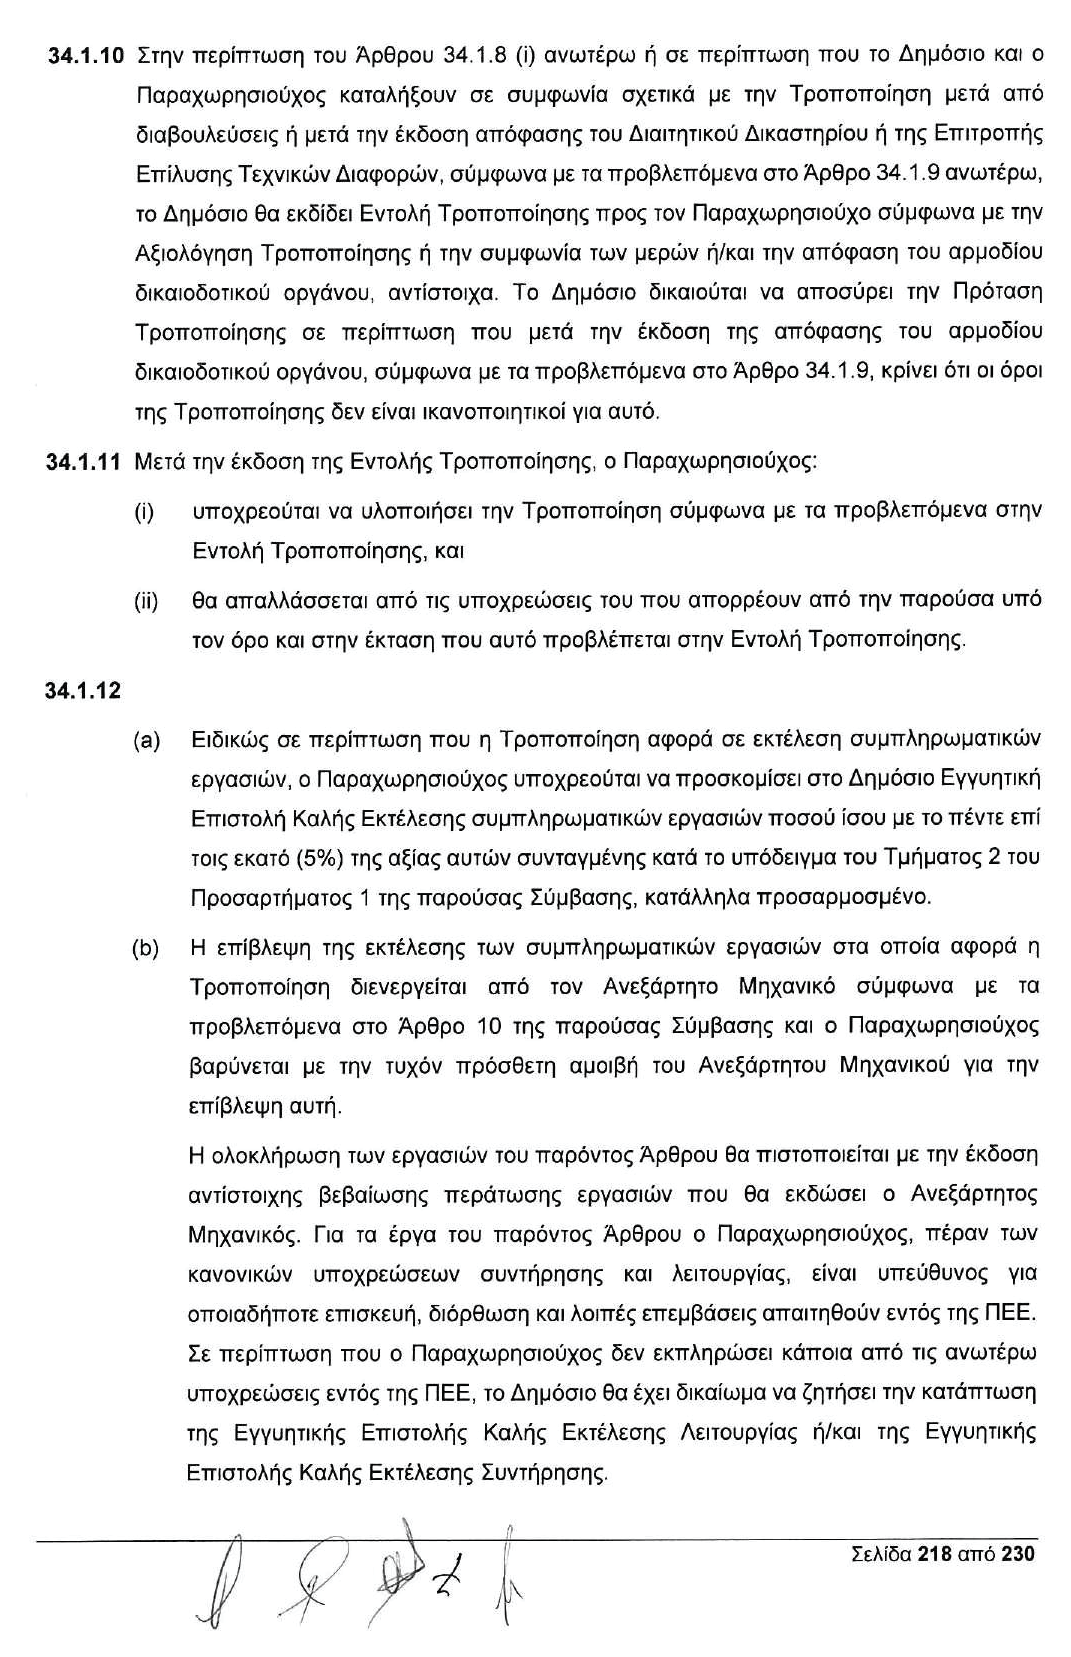 34.1.10 Στην περίπτωση του Άρθρου 34.1.8 (i) ανωτέρω ή σε περίπτωση που το Δημόσιο και ο
Παραχωρησιούχος καταλήξουν σε συμφωνία σχετικά με την Τροποποίηση μετά από
διαβουλεύσεις ή μετά την έκδοση απόφασης του Διαιτητικού Δικαστηρίου ή της Επιτροπής
Επίλυσης Τεχνικών Διαφορών, σύμφωνα με τα προβλεπόμενα στο Άρθρο 34.1.9 ανωτέρω,
το Δημόσιο θα εκδίδει Εντολή Τροποποίησης προς τον Παραχωρησιούχο σύμφωνα με την
Αξιολόγηση Τροποποίησης ή την συμφωνία των μερών ή/και την απόφαση του αρμοδίου
δικαιοδοτικού οργάνου, αντίστοιχα. Το Δημόσιο δικαιούται να αποσύρει την Πρόταση
Τροποποίησης σε περίπτωση που μετά την έκδοση της απόφασης του αρμοδίου
δικαιοδοτικού οργάνου, σύμφωνα με τα προβλεπόμενα στο Άρθρο 34.1.9, κρίνει ότι οι όροι
της Τροποποίησης δεν είναι ικανοποιητικοί για αυτό.
34.1.11 Μετά την έκδοση της Εντολής Τροποποίησης, ο Παραχωρησιούχος:
(i) υποχρεούται να υλοποιήσει την Τροποποίηση σύμφωνα με τα προβλεπόμενα στην
Εντολή Τροποποίησης, και
(ii) θα απαλλάσσεται από τις υποχρεώσεις του που απορρέουν από την παρούσα υπό
τον όρο και στην έκταση που αυτό προβλέπεται στην Εντολή Τροποποίησης.
34.1.12
(a) Ειδικώς σε περίπτωση που η Τροποποίηση αφορά σε εκτέλεση συμπληρωματικών
εργασιών, ο Παραχωρησιούχος υποχρεούται να προσκομίσει στο Δημόσιο Εγγυητική
Επιστολή Καλής Εκτέλεσης συμπληρωματικών εργασιών ποσού ίσου με το πέντε επί
τοις εκατό (5%) της αξίας αυτών συνταγμένης κατά το υπόδειγμα του Τμήματος 2 του
Προσαρτήματος 1 της παρούσας Σύμβασης, κατάλληλα προσαρμοσμένο.
(b) Η επίβλεψη της εκτέλεσης των συμπληρωματικών εργασιών στα οποία αφορά η
Τροποποίηση διενεργείται από τον Ανεξάρτητο Μηχανικό σύμφωνα με τα
προβλεπόμενα στο Άρθρο 10 της παρούσας Σύμβασης και ο Παραχωρησιούχος
βαρύνεται με την τυχόν πρόσθετη αμοιβή του Ανεξάρτητου Μηχανικού για την
επίβλεψη αυτή.
Η ολοκλήρωση των εργασιών του παρόντος Άρθρου θα πιστοποιείται με την έκδοση
αντίστοιχης βεβαίωσης περάτωσης εργασιών που θα εκδώσει ο Ανεξάρτητος
Μηχανικός. Για τα έργα του παρόντος Άρθρου ο Παραχωρησιούχος, πέραν των
κανονικών υποχρεώσεων συντήρησης και λειτουργίας, είναι υπεύθυνος για
οποιαδήποτε επισκευή, διόρθωση και λοιπές επεμβάσεις απαιτηθούν εντός της ΠΕΕ.
Σε περίπτωση που ο Παραχωρησιούχος δεν εκπληρώσει κάποια από τις ανωτέρω
υποχρεώσεις εντός της ΠΕΕ, το Δημόσιο θα έχει δικαίωμα να ζητήσει την κατάπτωση
της Εγγυητικής Επιστολής Καλής Εκτέλεσης Λειτουργίας ή/και της Εγγυητικής
Επιστολής Καλής Εκτέλεσης Συντήρησης.
Σελίδα 218 από 230